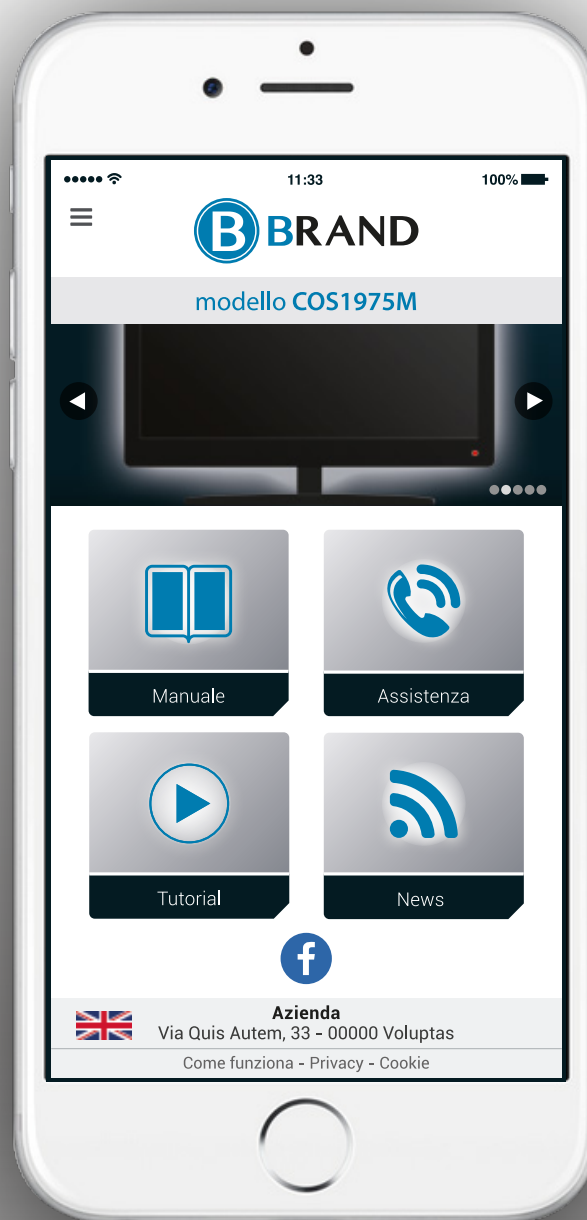 11:33
100%
B BRAND
modello COS1975M
Manuale
Assistenza
Tutorial
News
f
Azienda
Via Quis Autem, 33 - 00000 Voluptas
Come funziona - Privacy - Cookie